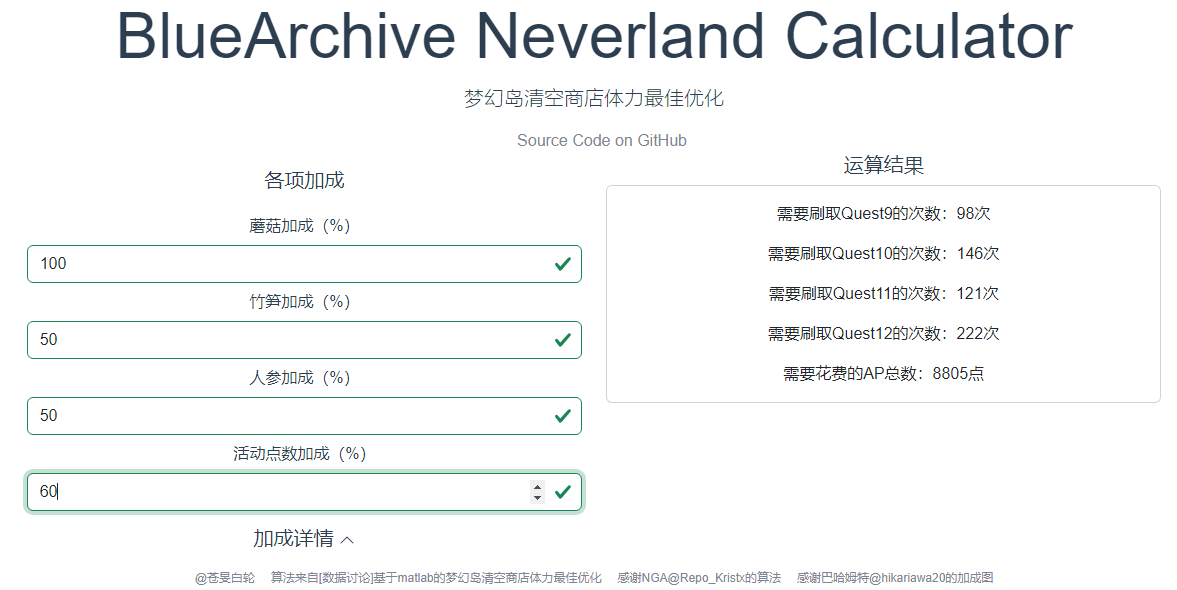 BlueArchive Neverland Calculator
梦幻岛清空商店体力最佳优化
Source Code on GitHub
各项加成
蘑菇加成（%）
100
竹笋加成（%）
50
人参加成（%）
50
活动点数加成（%）
60
加成详情
运算结果
需要刷取Quest9的次数：98次
需要刷取Quest10的次数：146次
需要刷取Quest11的次数：121次
需要刷取Quest12的次数：222次
需要花费的AP总数：8805点
@苍旻白轮 算法来自[数据讨论]基于matlab的梦幻岛清空商店体力最佳优化 感谢NGA@Repo_Kristx的算法 感谢巴哈姆特@hikariawa20的加成图